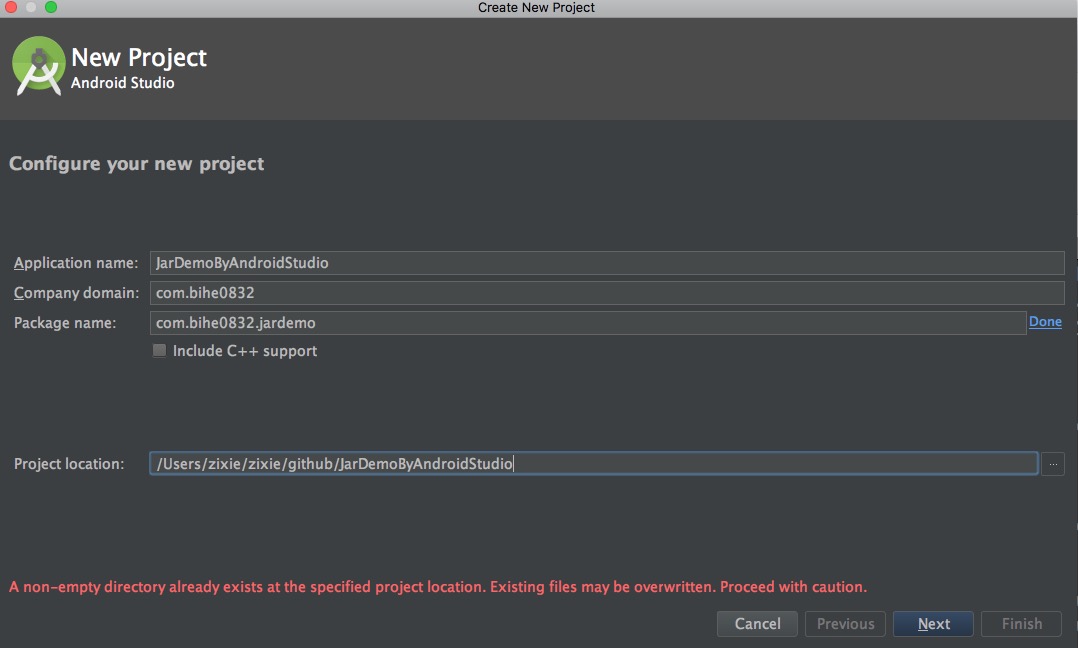 Create New Project
New Project
Android Studio
Configure your new project
Application name: JarDemoByAndroidStudio
Company domain: com.bihe0832
Package name: com.bihe0832.jardemo Done
Include C++ support
Project location: /Users/zixie/zixie/github/JarDemoByAndroidStudio ...
A non-empty directory already exists at the specified project location. Existing files may be overwritten. Proceed with caution.
Cancel Previous Next Finish